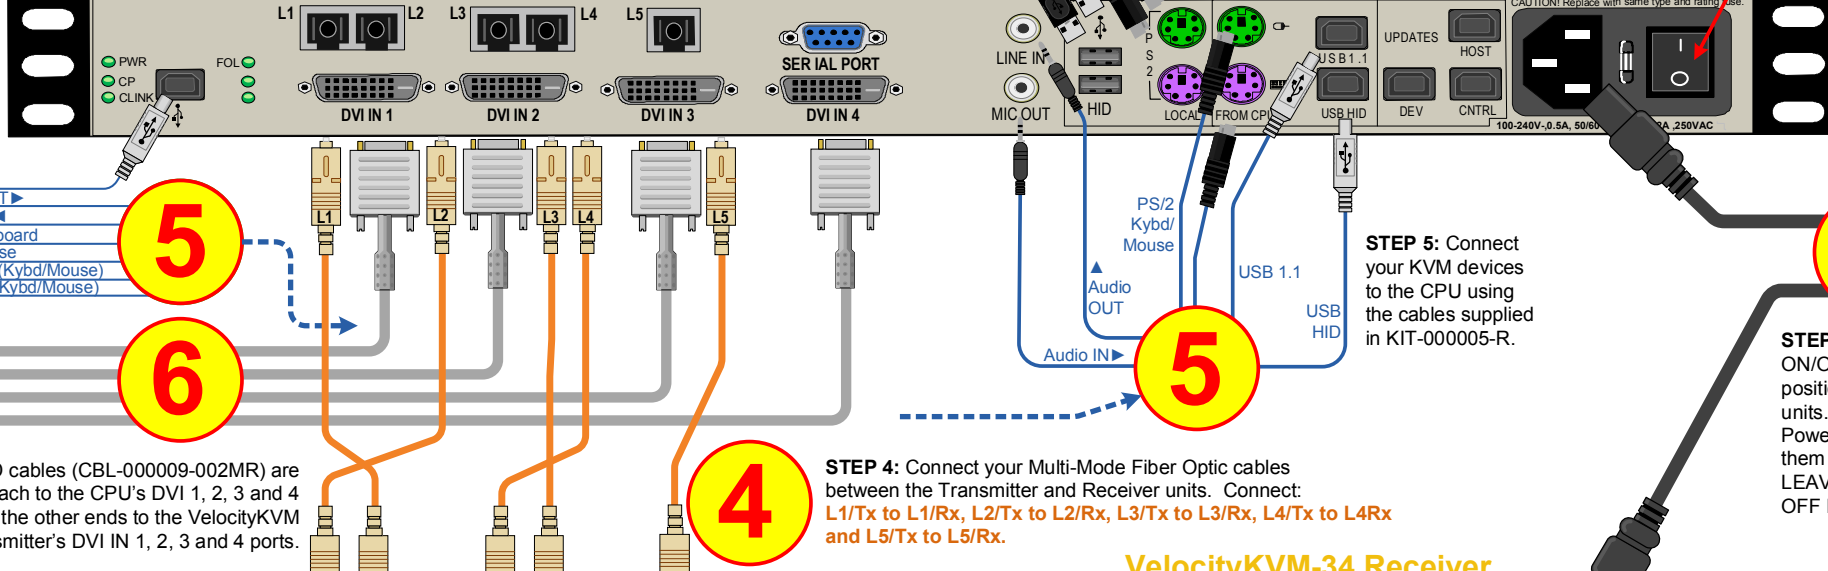 CAUTION! Replace with same type and rating fuse.
L1
L2
L3
L4
L5
PWR
CP
CLINK
FOL
SER IAL PORT
DVI IN 1
DVI IN 2
DVI IN 3
DVI IN 4
LINE IN
MIC OUT
HID
P
S
2
LOCAL
FROM CPU
USB1.1
USB HID
UPDATES
HOST
DEV
CNTRL
100-240V-,0.5A, 50/60
2A ,250VAC
T►
◄
board
se
(Kybd/Mouse)
Kybd/Mouse)
5
6
L1
L2
L3
L4
L5
PS/2
Kybd/
Mouse
▲
Audio
OUT
Audio IN►
USB 1.1
USB
HID
5
STEP 5: Connect
your KVM devices
to the CPU using
the cables supplied
in KIT-000005-R.
cables (CBL-000009-002MR) are
ach to the CPU's DVI 1, 2, 3 and 4
the other ends to the VelocityKVM
smitter's DVI IN 1, 2, 3 and 4 ports.
4
STEP 4: Connect your Multi-Mode Fiber Optic cables
between the Transmitter and Receiver units.  Connect:
L1/Tx to L1/Rx, L2/Tx to L2/Rx, L3/Tx to L3/Rx, L4/Tx to L4Rx
and L5/Tx to L5/Rx.
VelocityKVM-34 Receiver
STEP
ON/O
positi
units.
Powe
them
LEAV
OFF